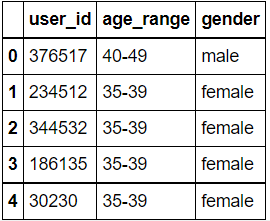 user_id age_range gender
0 376517 40-49 male
1 234512 35-39 female
2 344532 35-39 female
3 186135 35-39 female
4 30230 35-39 female